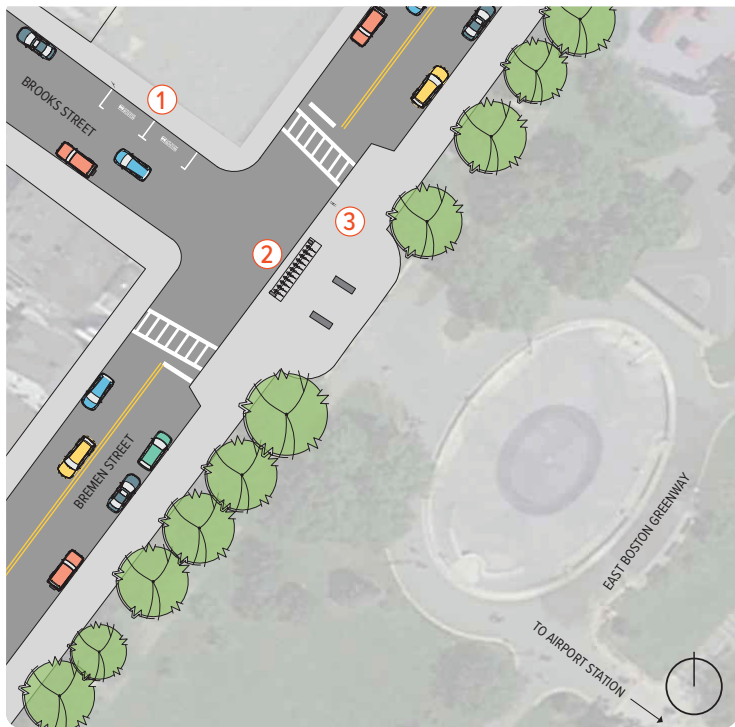 1
BROOKS STREET
3
2
BREMEN STREET
EAST BOSTON GREENWAY
TO AIRPORT STATION